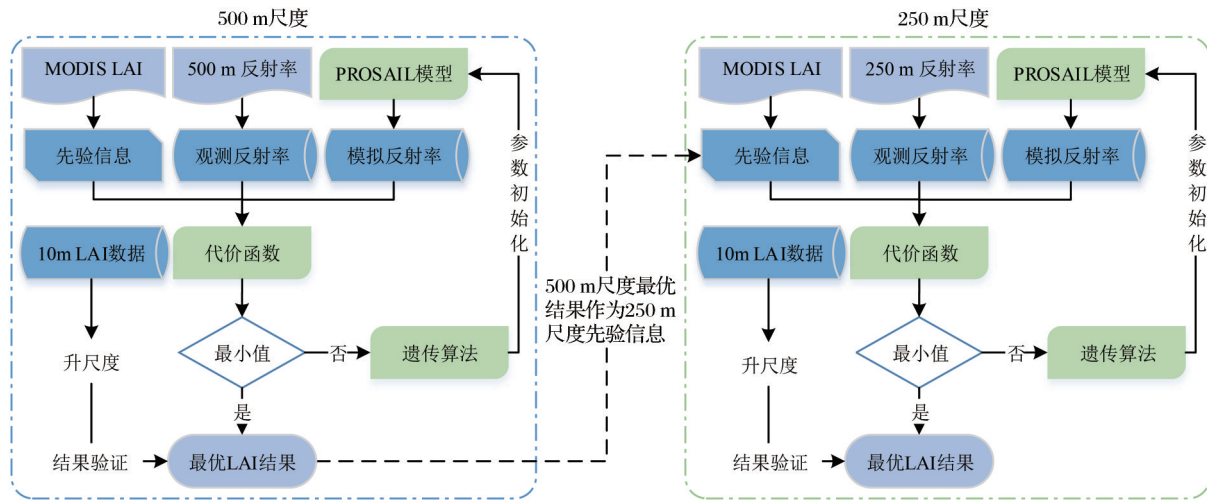 500 m尺度
MODIS LAI
500 m 反射率
PROSAIL模型
先验信息
观测反射率
模拟反射率
参数初始化
10m LAI数据
代价函数
升尺度
最小值
否
遗传算法
是
结果验证
最优LAI结果
500 m尺度最优
结果作为250 m
尺度先验信息
250 m尺度
MODIS LAI
250 m 反射率
PROSAIL模型
先验信息
观测反射率
模拟反射率
参数初始化
10m LAI数据
代价函数
升尺度
最小值
否
遗传算法
是
结果验证
最优LAI结果